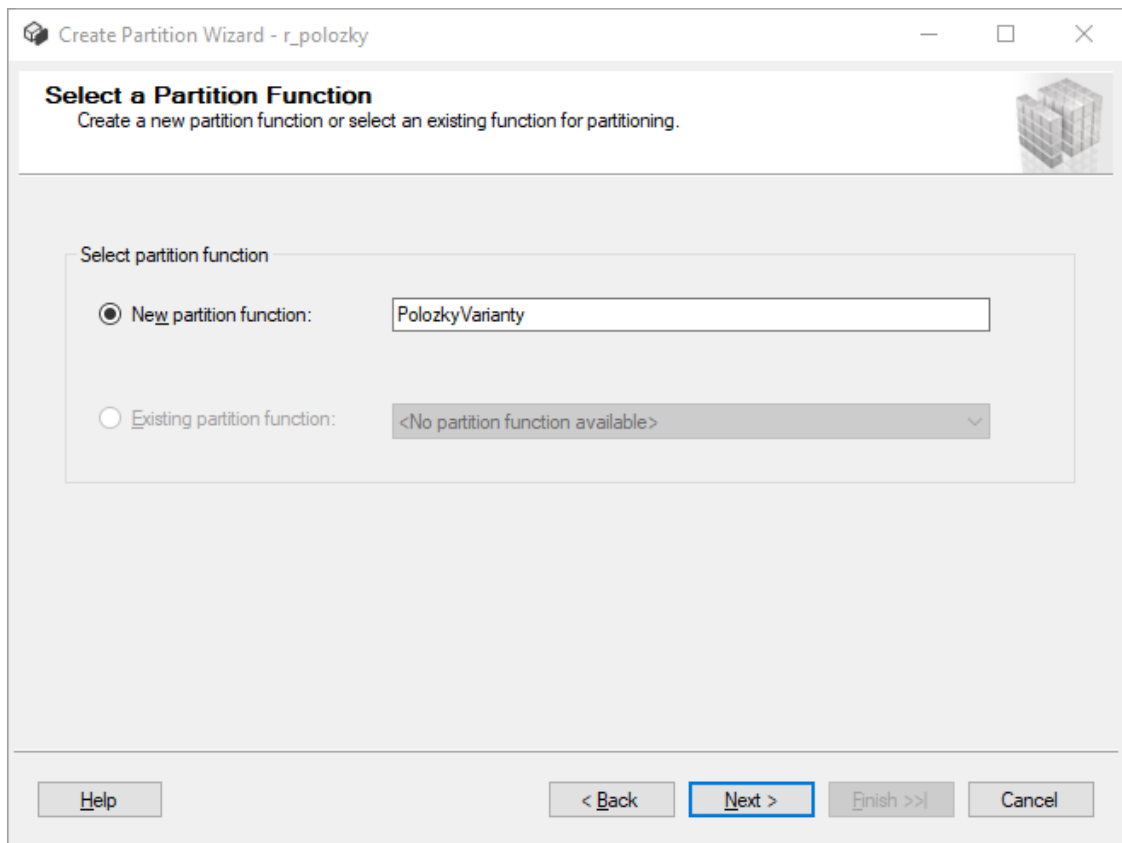 Create Partition Wizard - r_polozky
Select a Partition Function
Create a new partition function or select an existing function for partitioning.
Select partition function
New partition function:
PolozkyVarianty
Existing partition function:
<No partition function available>
Help
< Back
Next >
Finish >>|
Cancel